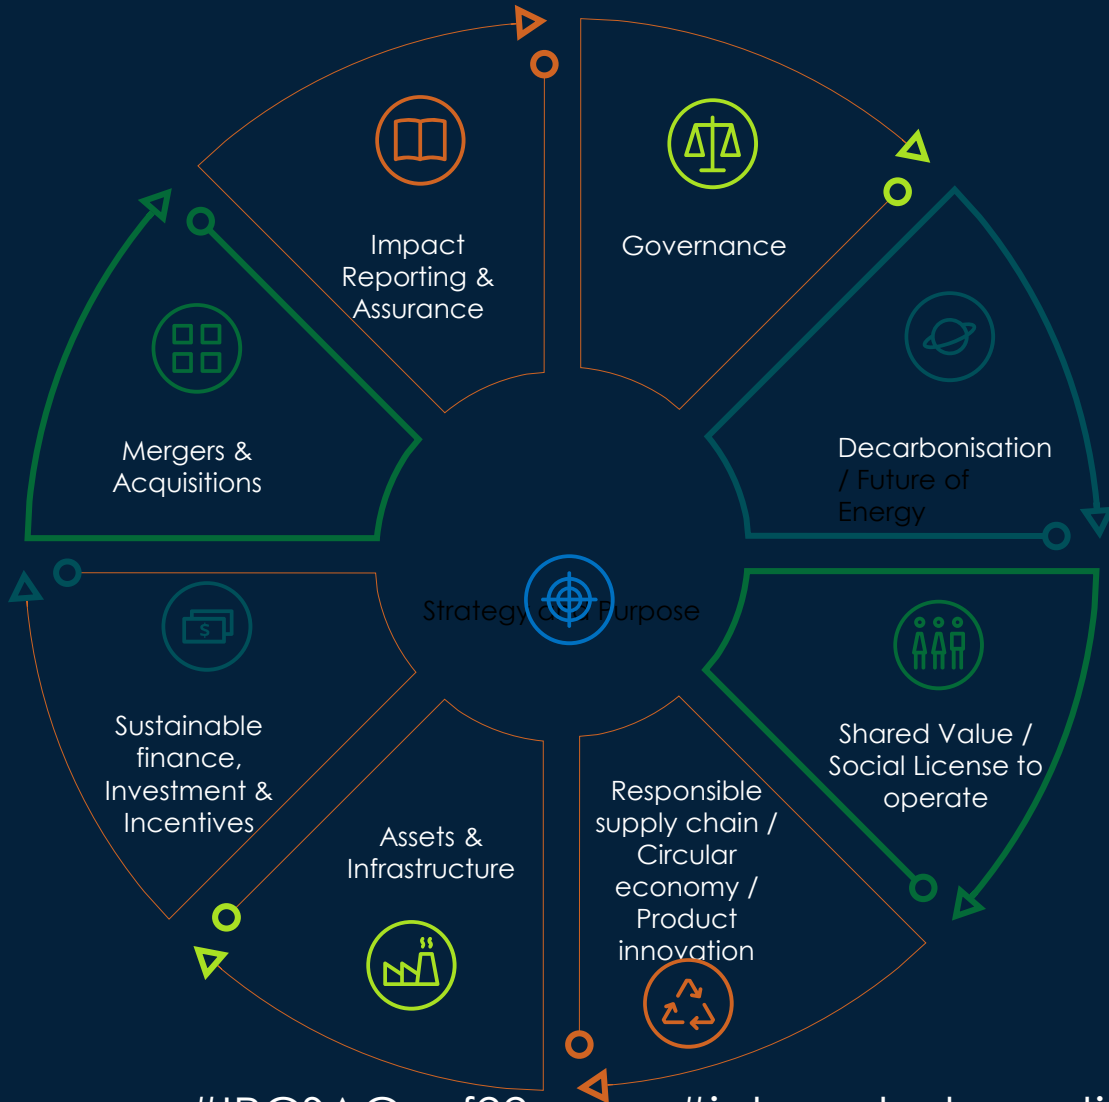 Impact
Reporting &
Assurance
Governance
Mergers &
Acquisitions
Decarbonisation
/ Future of
Energy
Strategy and Purpose
$
Sustainable
finance,
Investment &
Incentives
Shared Value /
Social License to
operate
Assets &
Infrastructure
Responsible
supply chain /
Circular
economy /
Product
innovation